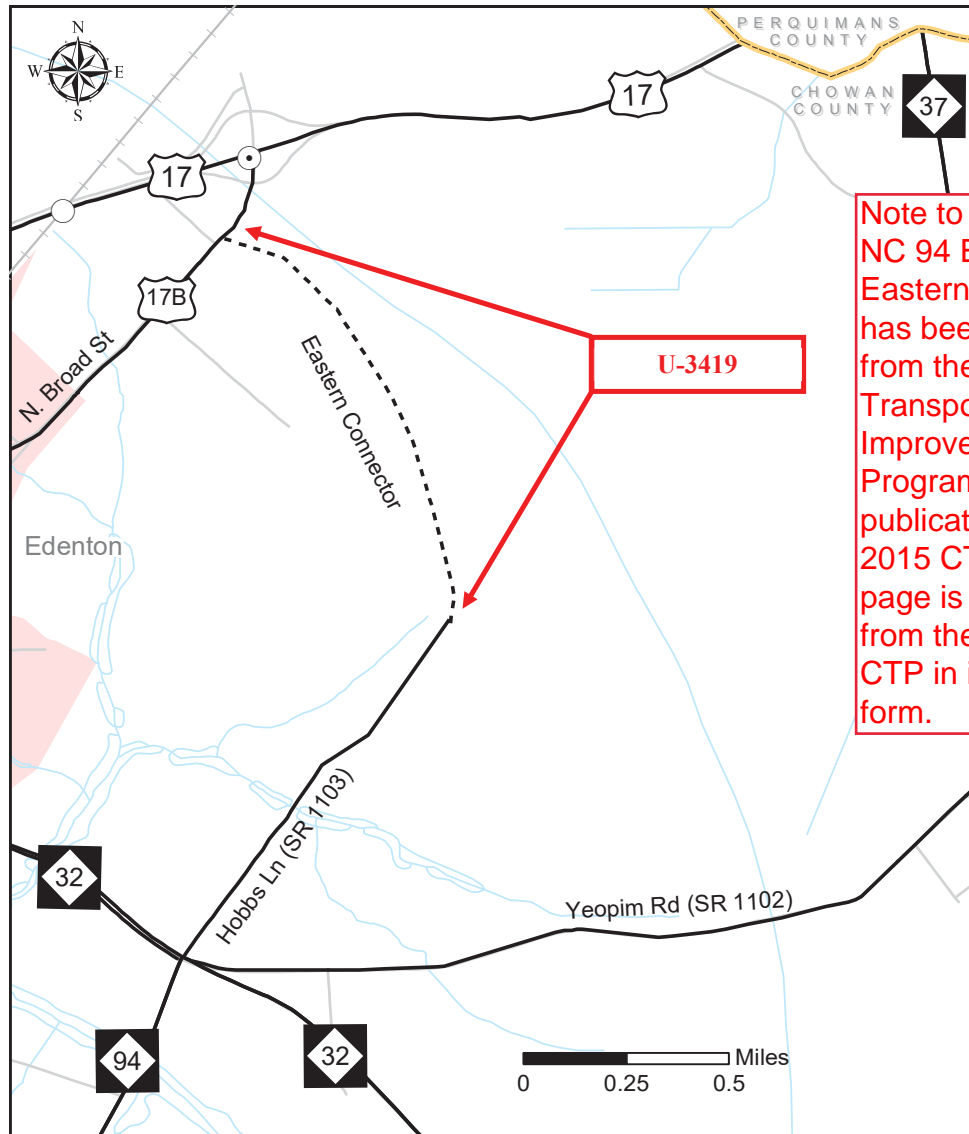 N
W E
S
PERQUIMANS
COUNTY
CHOWAN
COUNTY
17
37
17
17B
N. Broad St
Eastern Connector
U-3419
Note to
NC 94 E
Eastern
has bee
from the
Transpo
Improve
Program
publicat
2015 CT
page is
from the
CTP in i
form.
Edenton
Hobbs Ln (SR 1103)
32
Yeopim Rd (SR 1102)
94
32
Miles
0 0.25 0.5